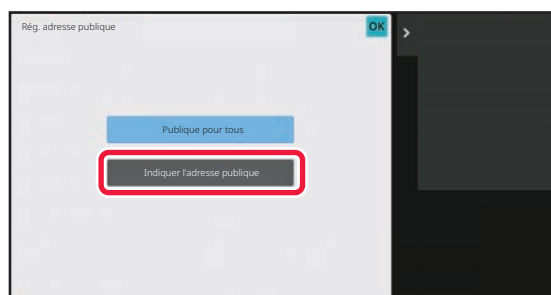 Rég. adresse publique
OK
Publique pour tous
Indiquer l'adresse publique